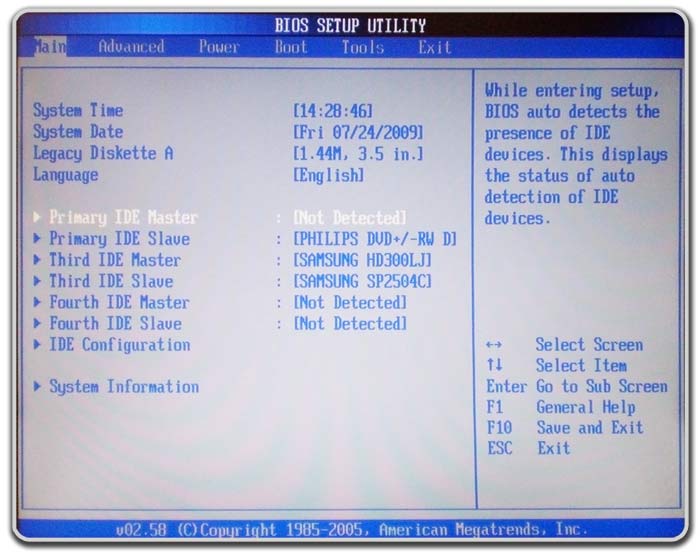 BIOS SETUP UTILITY
Main Advanced Power Boot Tools Exit
System Time [14:28:46]
System Date [Fri 07/24/2009]
Legacy Diskette A [1.44M, 3.5 in.]
Language [English]
Primary IDE Master : [Not Detected]
Primary IDE Slave : [PHILIPS DVD+/-RW D]
Third IDE Master : [SAMSUNG HD300LJ]
Third IDE Slave : [SAMSUNG SP2504C]
Fourth IDE Master : [Not Detected]
Fourth IDE Slave : [Not Detected]
IDE Configuration
System Information
While entering setup,
BIOS auto detects the
presence of IDE
devices. This displays
the status of auto
detection of IDE
devices.
↔ Select Screen
↑↓ Select Item
Enter Go to Sub Screen
F1 General Help
F10 Save and Exit
ESC Exit
v02.58 (C)Copyright 1985-2005, American Megatrends, Inc.